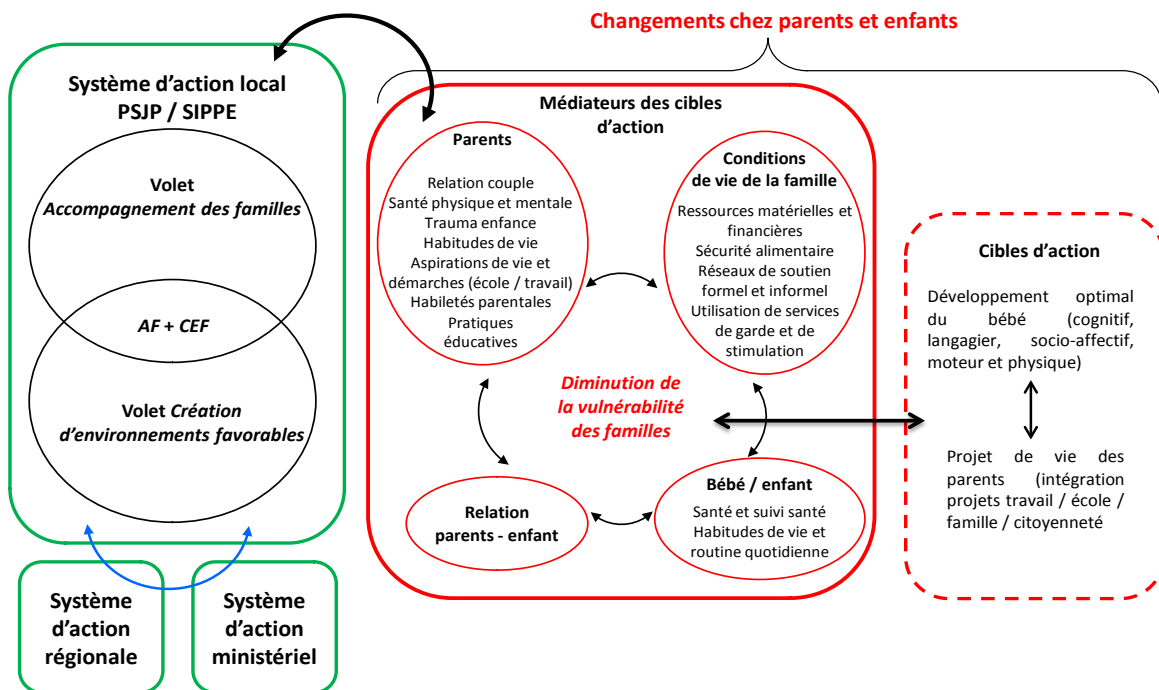 Changements chez parents et enfants
Système d’action local
PSJP / SIPPE
Volet
Accompagnement des familles
AF + CEF
Volet Création
d’environnements favorables
Système
d’action
régionale
Système
d’action
ministériel
Médiateurs des cibles
d’action
Parents
Relation couple
Santé physique et mentale
Trauma enfance
Habitudes de vie
Aspirations de vie et
démarches (école / travail)
Habiletés parentales
Pratiques
éducatives
Conditions
de vie de la famille
Ressources matérielles et
financières
Sécurité alimentaire
Réseaux de soutien
formel et informel
Utilisation de services
de garde et de
stimulation
Diminution de
la vulnérabilité
des familles
Relation
parents - enfant
Bébé / enfant
Santé et suivi santé
Habitudes de vie et
routine quotidienne
Cibles d’action
Développement optimal
du bébé (cognitif,
langagier, socio-affectif,
moteur et physique)
Projet de vie des
parents (intégration
projets travail / école /
famille / citoyenneté